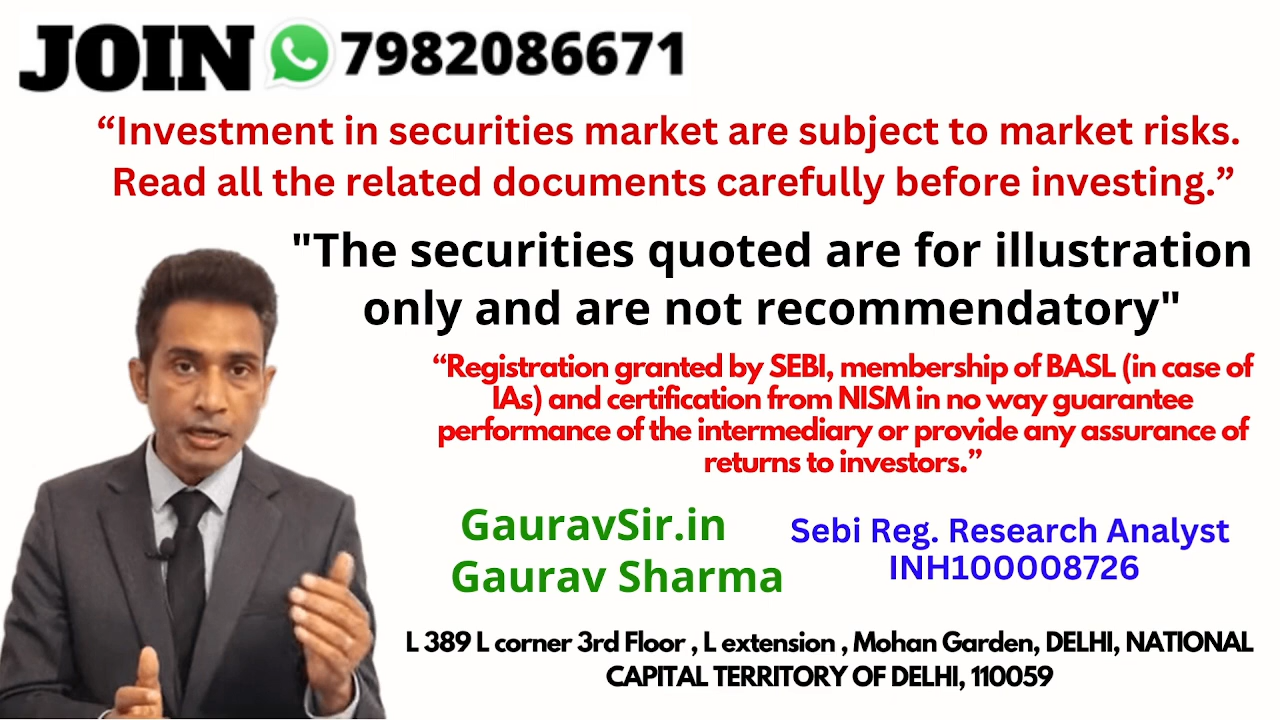 JOIN 7982086671
“Investment in securities market are subject to market risks.
Read all the related documents carefully before investing.”
"The securities quoted are for illustration
only and are not recommendatory"
“Registration granted by SEBI, membership of BASL (in case of
IAs) and certification from NISM in no way guarantee
performance of the intermediary or provide any assurance of
returns to investors.”
GauravSir.in
Gaurav Sharma
Sebi Reg. Research Analyst
INH100008726
L 389 L corner 3rd Floor , L extension , Mohan Garden, DELHI, NATIONAL
CAPITAL TERRITORY OF DELHI, 110059